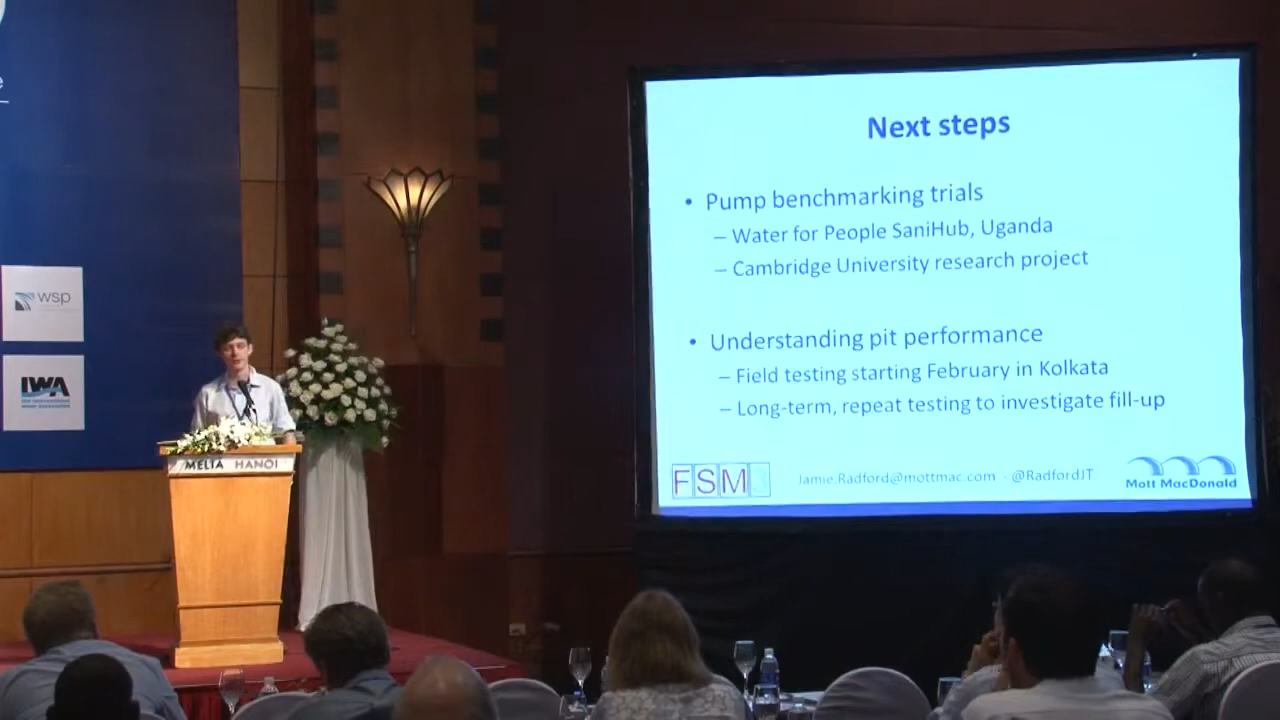 e
wsp
IWA
MELIA HANOI
Next steps
• Pump benchmarking trials
– Water for People SaniHub, Uganda
– Cambridge University research project
• Understanding pit performance
– Field testing starting February in Kolkata
– Long-term, repeat testing to investigate fill-up
FSM3
Jamie.Radford@mottmac.com · @RadfordJT
Mott MacDonald